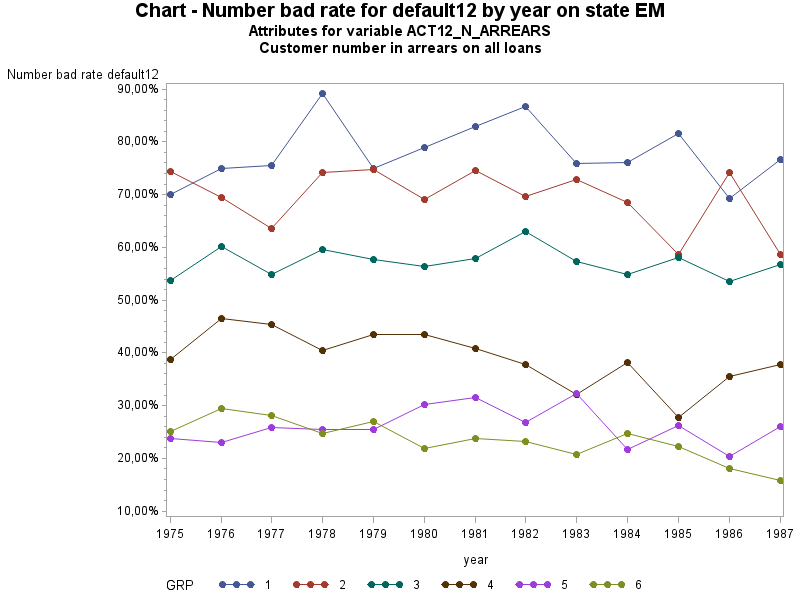 Chart - Number bad rate for default12 by year on state EM
Attributes for variable ACT12_N_ARREARS
Customer number in arrears on all loans
Number bad rate default12
90,00%
80,00%
70,00%
60,00%
50,00%
40,00%
30,00%
20,00%
10,00%
1975 1976 1977 1978 1979 1980 1981 1982 1983 1984 1985 1986 1987
year
GRP 1 2 3 4 5 6